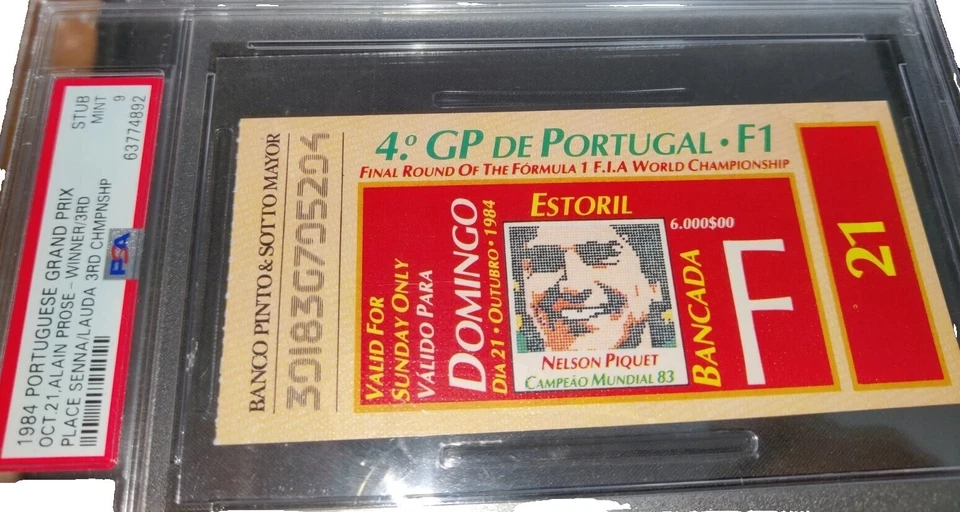 1984 PORTUGUESE GRAND PRIX
OCT.21,ALAIN PROSE - WINNER/3RD
PLACE SENNA/LAUDA 3RD CHMPNSHP
STUB
MINT 9
63774892
PSA
BANCO PINTO & SOTTO MAYOR
39183G705204
4.º GP DE PORTUGAL • F1
FINAL ROUND OF THE FÓRMULA 1 F.I.A WORLD CHAMPIONSHIP
VALID FOR
SUNDAY ONLY
VALIDO PARA
DOMINGO
DIA 21 • OUTUBRO • 1984
ESTORIL
NELSON PIQUET
CAMPEÃO MUNDIAL 83
6.000$00
BANCADA
F
21